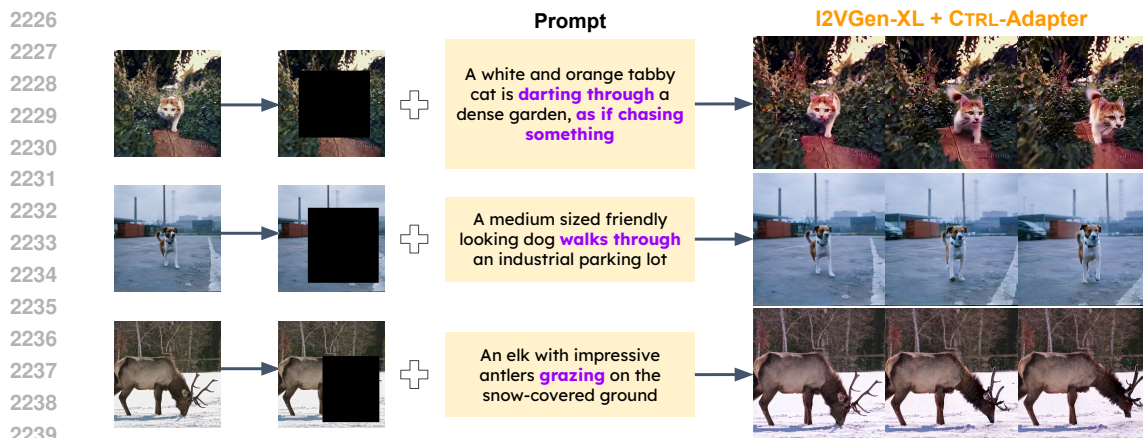 2226
2227
2228
2229
2230
2231
2232
2233
2234
2235
2236
2237
2238
2239
Prompt
I2VGen-XL + CTRL-Adapter
A white and orange tabby
cat is darting through a
dense garden, as if chasing
something
A medium sized friendly
looking dog walks through
an industrial parking lot
An elk with impressive
antlers grazing on the
snow-covered ground